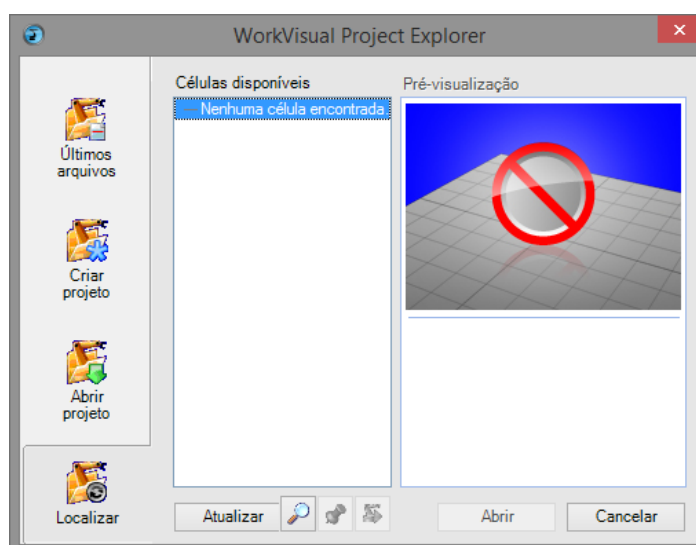 WorkVisual Project Explorer
Últimos
arquivos
Criar
projeto
Abrir
projeto
Localizar
Células disponíveis
Nenhuma célula encontrada
Pré-visualização
Atualizar
Abrir
Cancelar